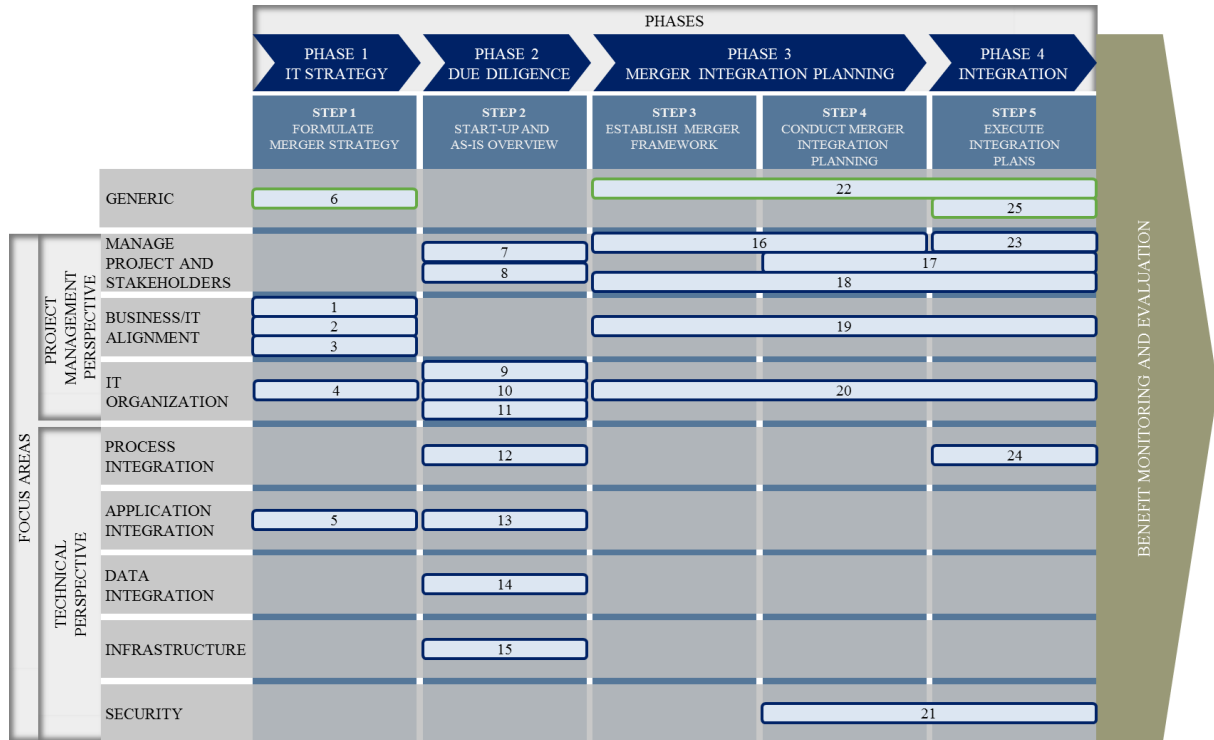 PHASES
PHASE 1
IT STRATEGY
PHASE 2
DUE DILIGENCE
PHASE 3
MERGER INTEGRATION PLANNING
PHASE 4
INTEGRATION
STEP 1
FORMULATE
MERGER STRATEGY
STEP 2
START-UP AND
AS-IS OVERVIEW
STEP 3
ESTABLISH MERGER
FRAMEWORK
STEP 4
CONDUCT MERGER
INTEGRATION
PLANNING
STEP 5
EXECUTE
INTEGRATION
PLANS
FOCUS AREAS
GENERIC
6
22
25
PROJECT
MANAGEMENT
PERSPECTIVE
MANAGE
PROJECT AND
STAKEHOLDERS
7
8
16
23
17
18
BUSINESS/IT
ALIGNMENT
1
2
3
19
IT
ORGANIZATION
4
9
10
11
20
TECHNICAL
PERSPECTIVE
PROCESS
INTEGRATION
12
24
APPLICATION
INTEGRATION
5
13
DATA
INTEGRATION
14
INFRASTRUCTURE
15
SECURITY
21
BENEFIT MONITORING AND EVALUATION